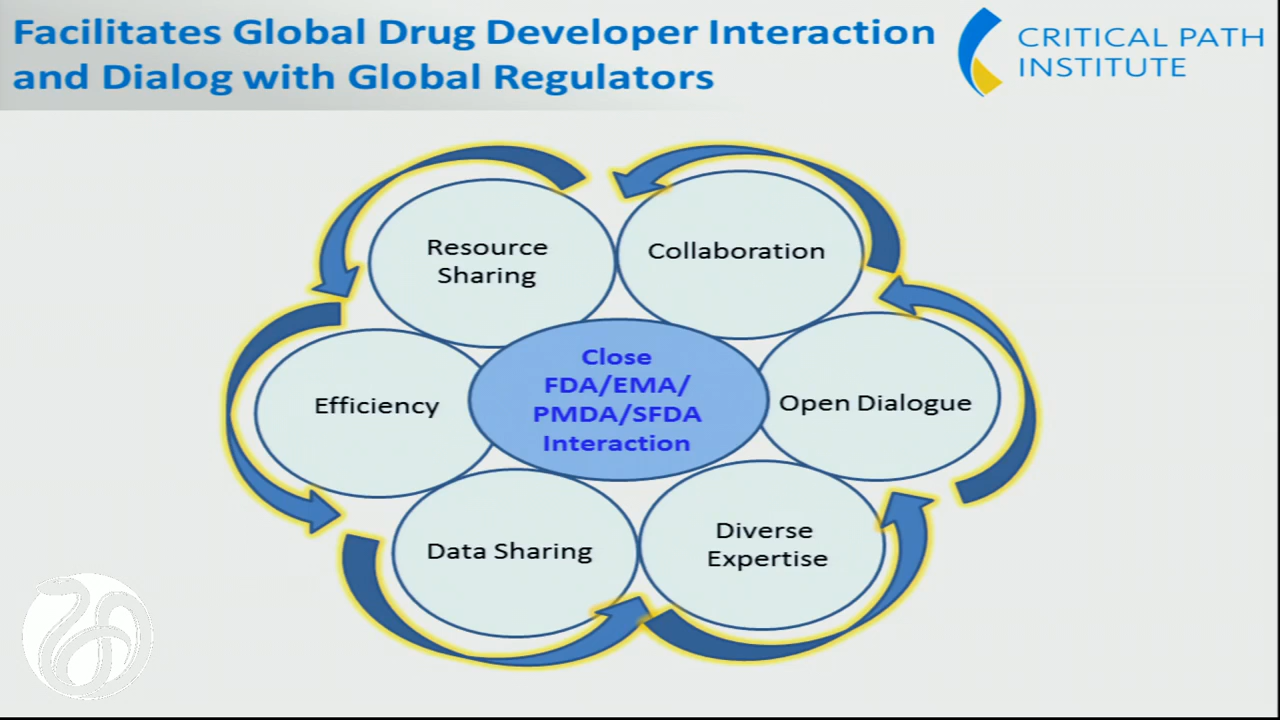 Facilitates Global Drug Developer Interaction
and Dialog with Global Regulators
CRITICAL PATH
INSTITUTE
Resource
Sharing
Collaboration
Close
FDA/EMA/
PMDA/SFDA
Interaction
Efficiency
Open Dialogue
Data Sharing
Diverse
Expertise